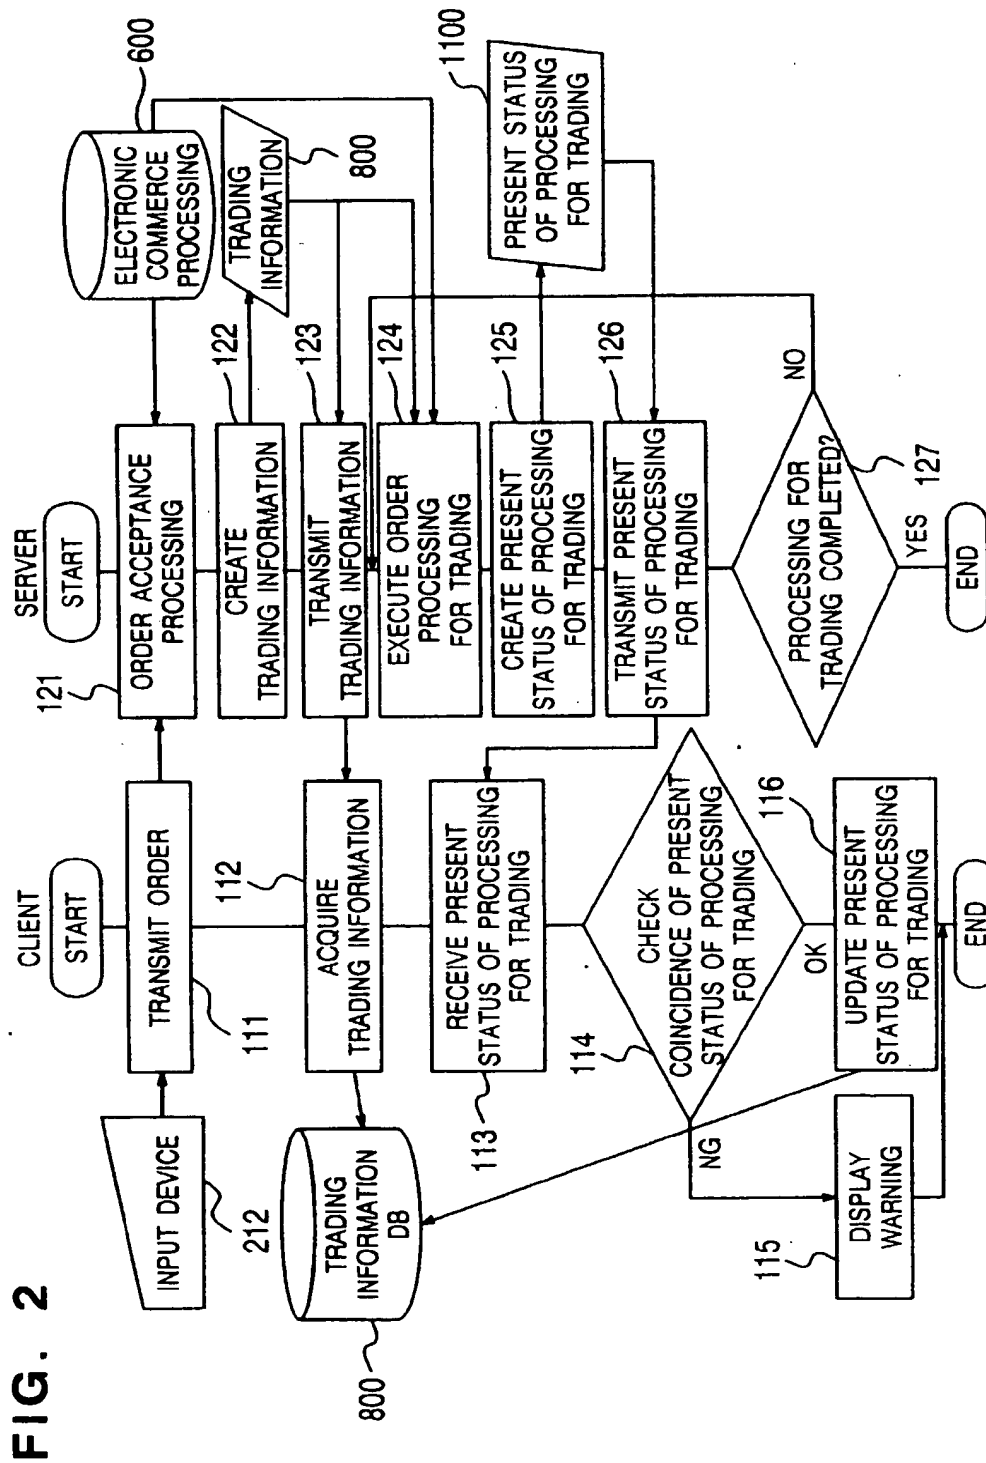 FIG. 2
CLIENT
START
INPUT DEVICE
212
TRANSMIT ORDER
111
ACQUIRE
TRADING INFORMATION
112
TRADING
INFORMATION
DB
800
RECEIVE PRESENT
STATUS OF PROCESSING
FOR TRADING
113
CHECK
COINCIDENCE OF PRESENT
STATUS OF PROCESSING
FOR TRADING
114
NG
OK
DISPLAY
WARNING
115
UPDATE PRESENT
STATUS OF PROCESSING
FOR TRADING
116
END
SERVER
START
ORDER ACCEPTANCE
PROCESSING
121
ELECTRONIC
COMMERCE
PROCESSING
600
CREATE
TRADING INFORMATION
122
TRADING
INFORMATION
800
TRANSMIT
TRADING INFORMATION
123
EXECUTE ORDER
PROCESSING
FOR TRADING
124
CREATE PRESENT
STATUS OF PROCESSING
FOR TRADING
125
PRESENT STATUS
OF PROCESSING
FOR TRADING
1100
TRANSMIT PRESENT
STATUS OF PROCESSING
FOR TRADING
126
PROCESSING FOR
TRADING COMPLETED?
127
NO
YES
END